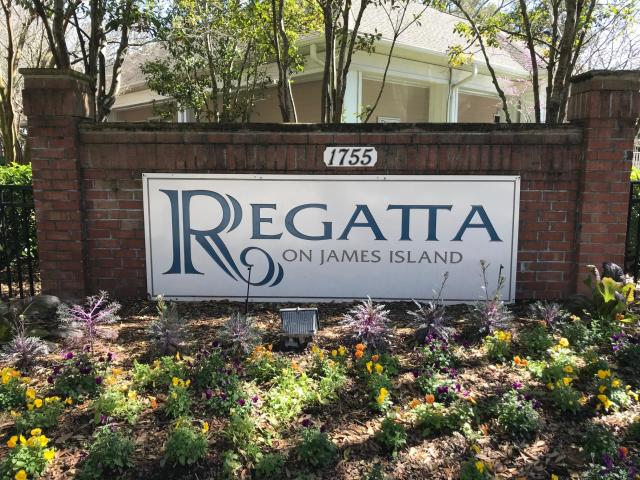 1755
REGATTA
ON JAMES ISLAND